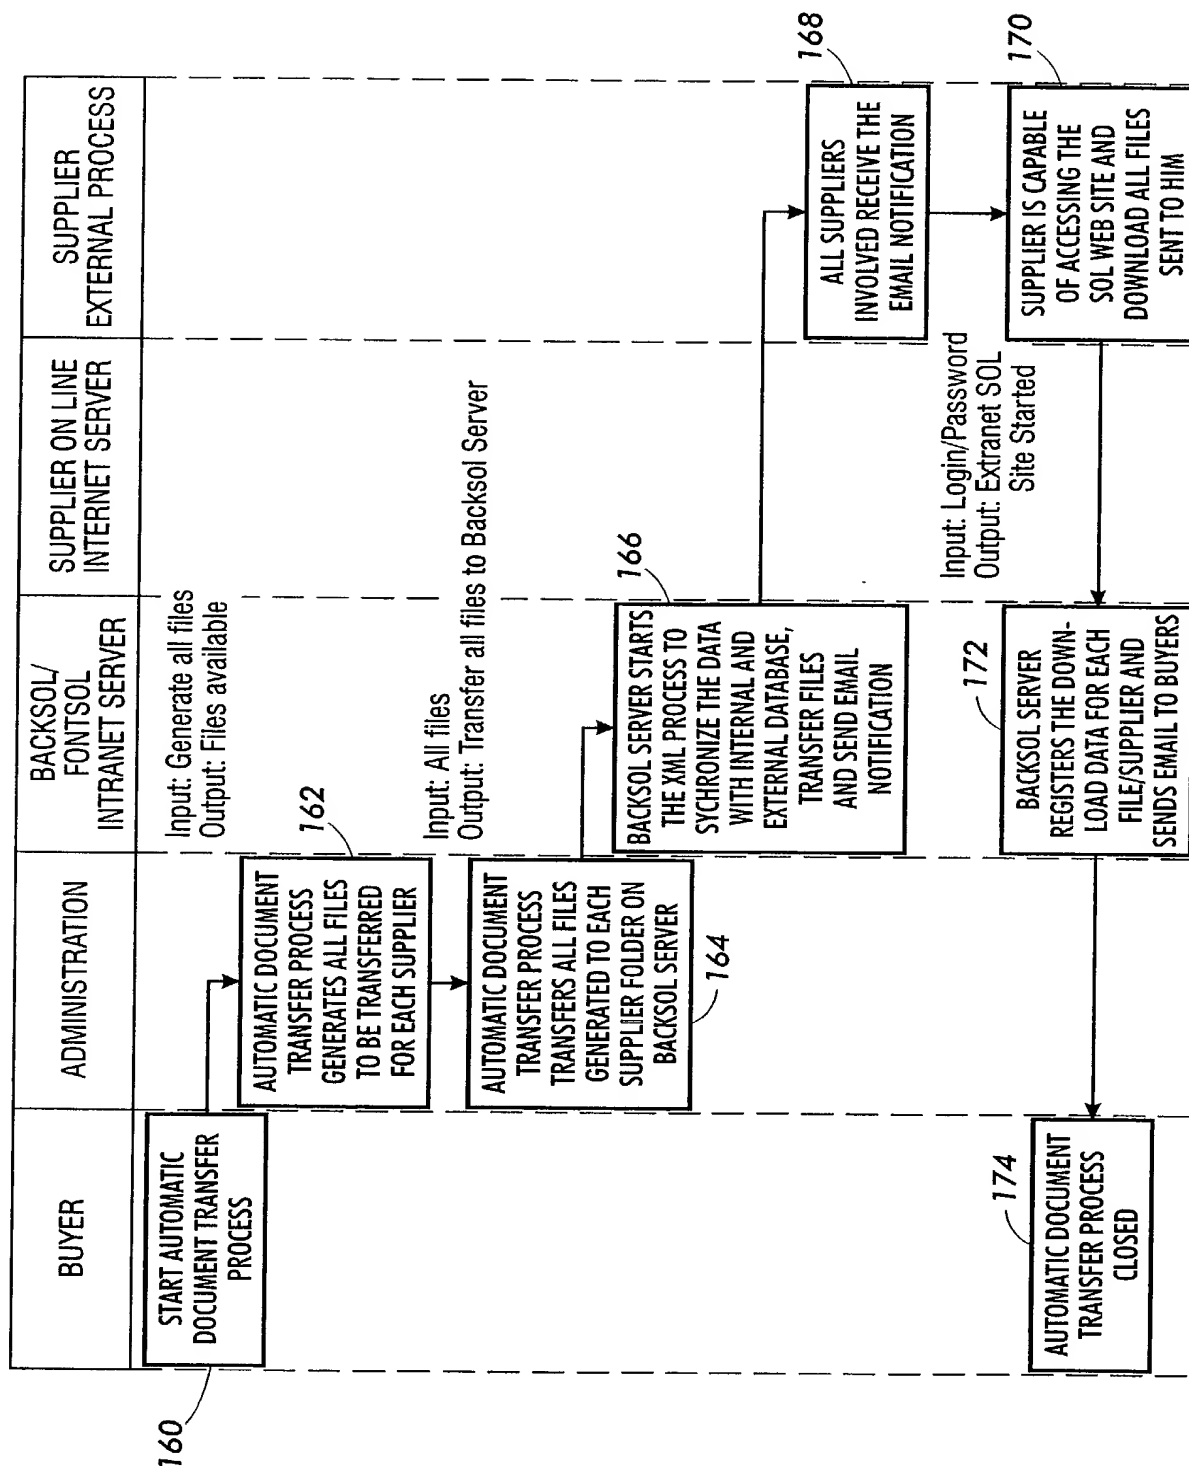 BUYER
ADMINISTRATION
BACKSOL/
FONTSOL
INTRANET SERVER
SUPPLIER ON LINE
INTERNET SERVER
SUPPLIER
EXTERNAL PROCESS
160
START AUTOMATIC
DOCUMENT TRANSFER
PROCESS
Input: Generate all files
Output: Files available
162
AUTOMATIC DOCUMENT
TRANSFER PROCESS
GENERATES ALL FILES
TO BE TRANSFERRED
FOR EACH SUPPLIER
Input: All files
Output: Transfer all files to Backsol Server
AUTOMATIC DOCUMENT
TRANSFER PROCESS
TRANSFERS ALL FILES
GENERATED TO EACH
SUPPLIER FOLDER ON
BACKSOL SERVER
164
166
BACKSOL SERVER STARTS
THE XML PROCESS TO
SYCHRONIZE THE DATA
WITH INTERNAL AND
EXTERNAL DATABASE,
TRANSFER FILES
AND SEND EMAIL
NOTIFICATION
168
ALL SUPPLIERS
INVOLVED RECEIVE THE
EMAIL NOTIFICATION
Input: Login/Password
Output: Extranet SOL
Site Started
170
SUPPLIER IS CAPABLE
OF ACCESSING THE
SOL WEB SITE AND
DOWNLOAD ALL FILES
SENT TO HIM
172
BACKSOL SERVER
REGISTERS THE DOWN-
LOAD DATA FOR EACH
FILE/SUPPLIER AND
SENDS EMAIL TO BUYERS
174
AUTOMATIC DOCUMENT
TRANSFER PROCESS
CLOSED